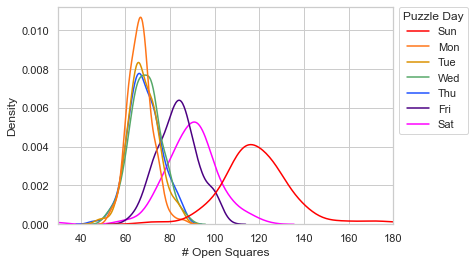 Puzzle Day
Sun
Mon
Tue
Wed
Thu
Fri
Sat
Density
0.010
0.008
0.006
0.004
0.002
0.000
40 60 80 100 120 140 160 180
# Open Squares